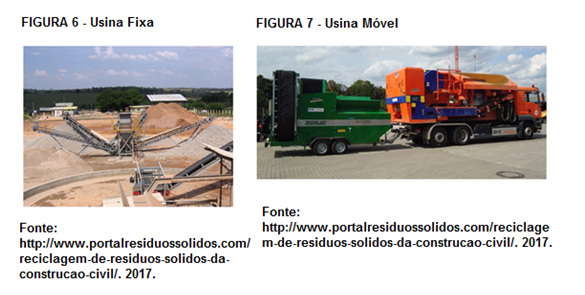 FIGURA 6 - Usina Fixa
Fonte:
http://www.portalresiduossolidos.com/
reciclagem-de-residuos-solidos-da-
construcao-civil/. 2017.
FIGURA 7 - Usina Móvel
Fonte:
http://www.portalresiduossolidos.com/reciclage
m-de-residuos-solidos-da-construcao-civil/. 2017.